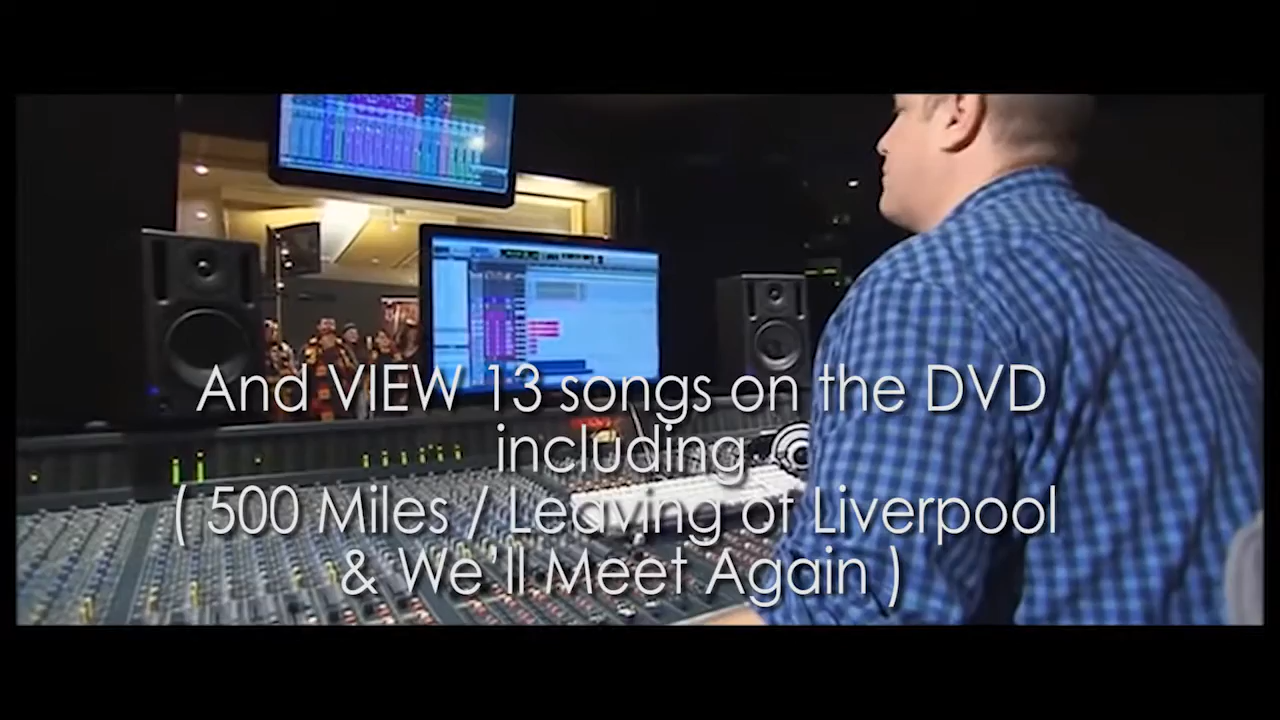 And VIEW 13 songs on the DVD
including
( 500 Miles / Leaving of Liverpool
& We'll Meet Again )